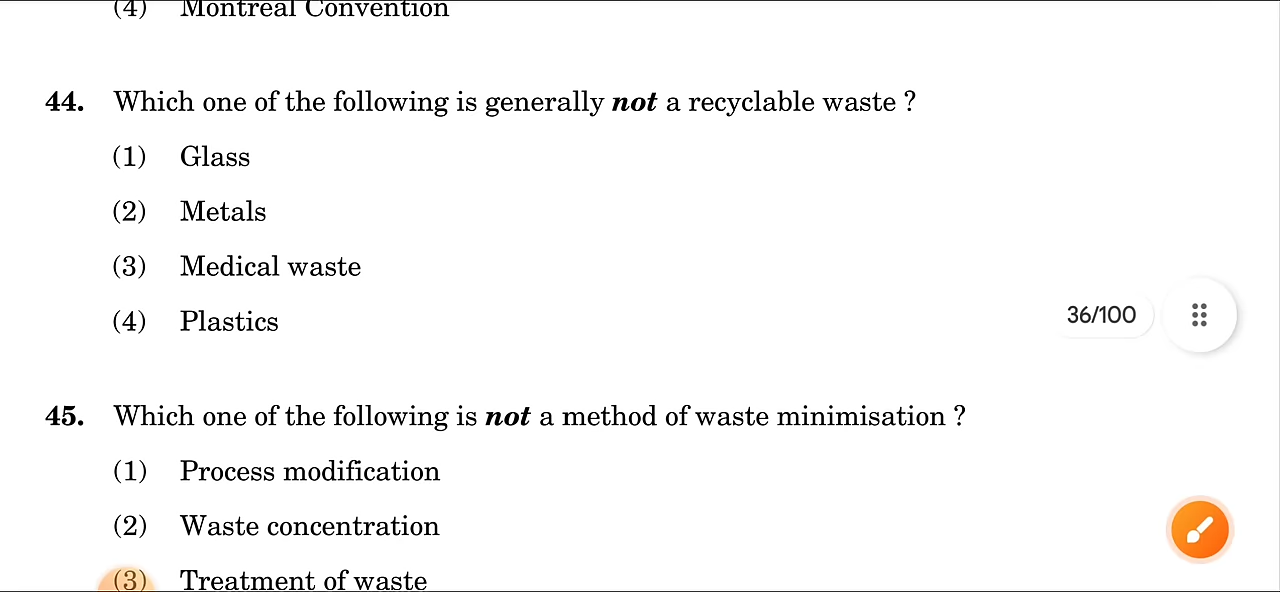 (4) Montreal Convention
44. Which one of the following is generally not a recyclable waste ?
(1) Glass
(2) Metals
(3) Medical waste
(4) Plastics
36/100
45. Which one of the following is not a method of waste minimisation ?
(1) Process modification
(2) Waste concentration
(3) Treatment of waste